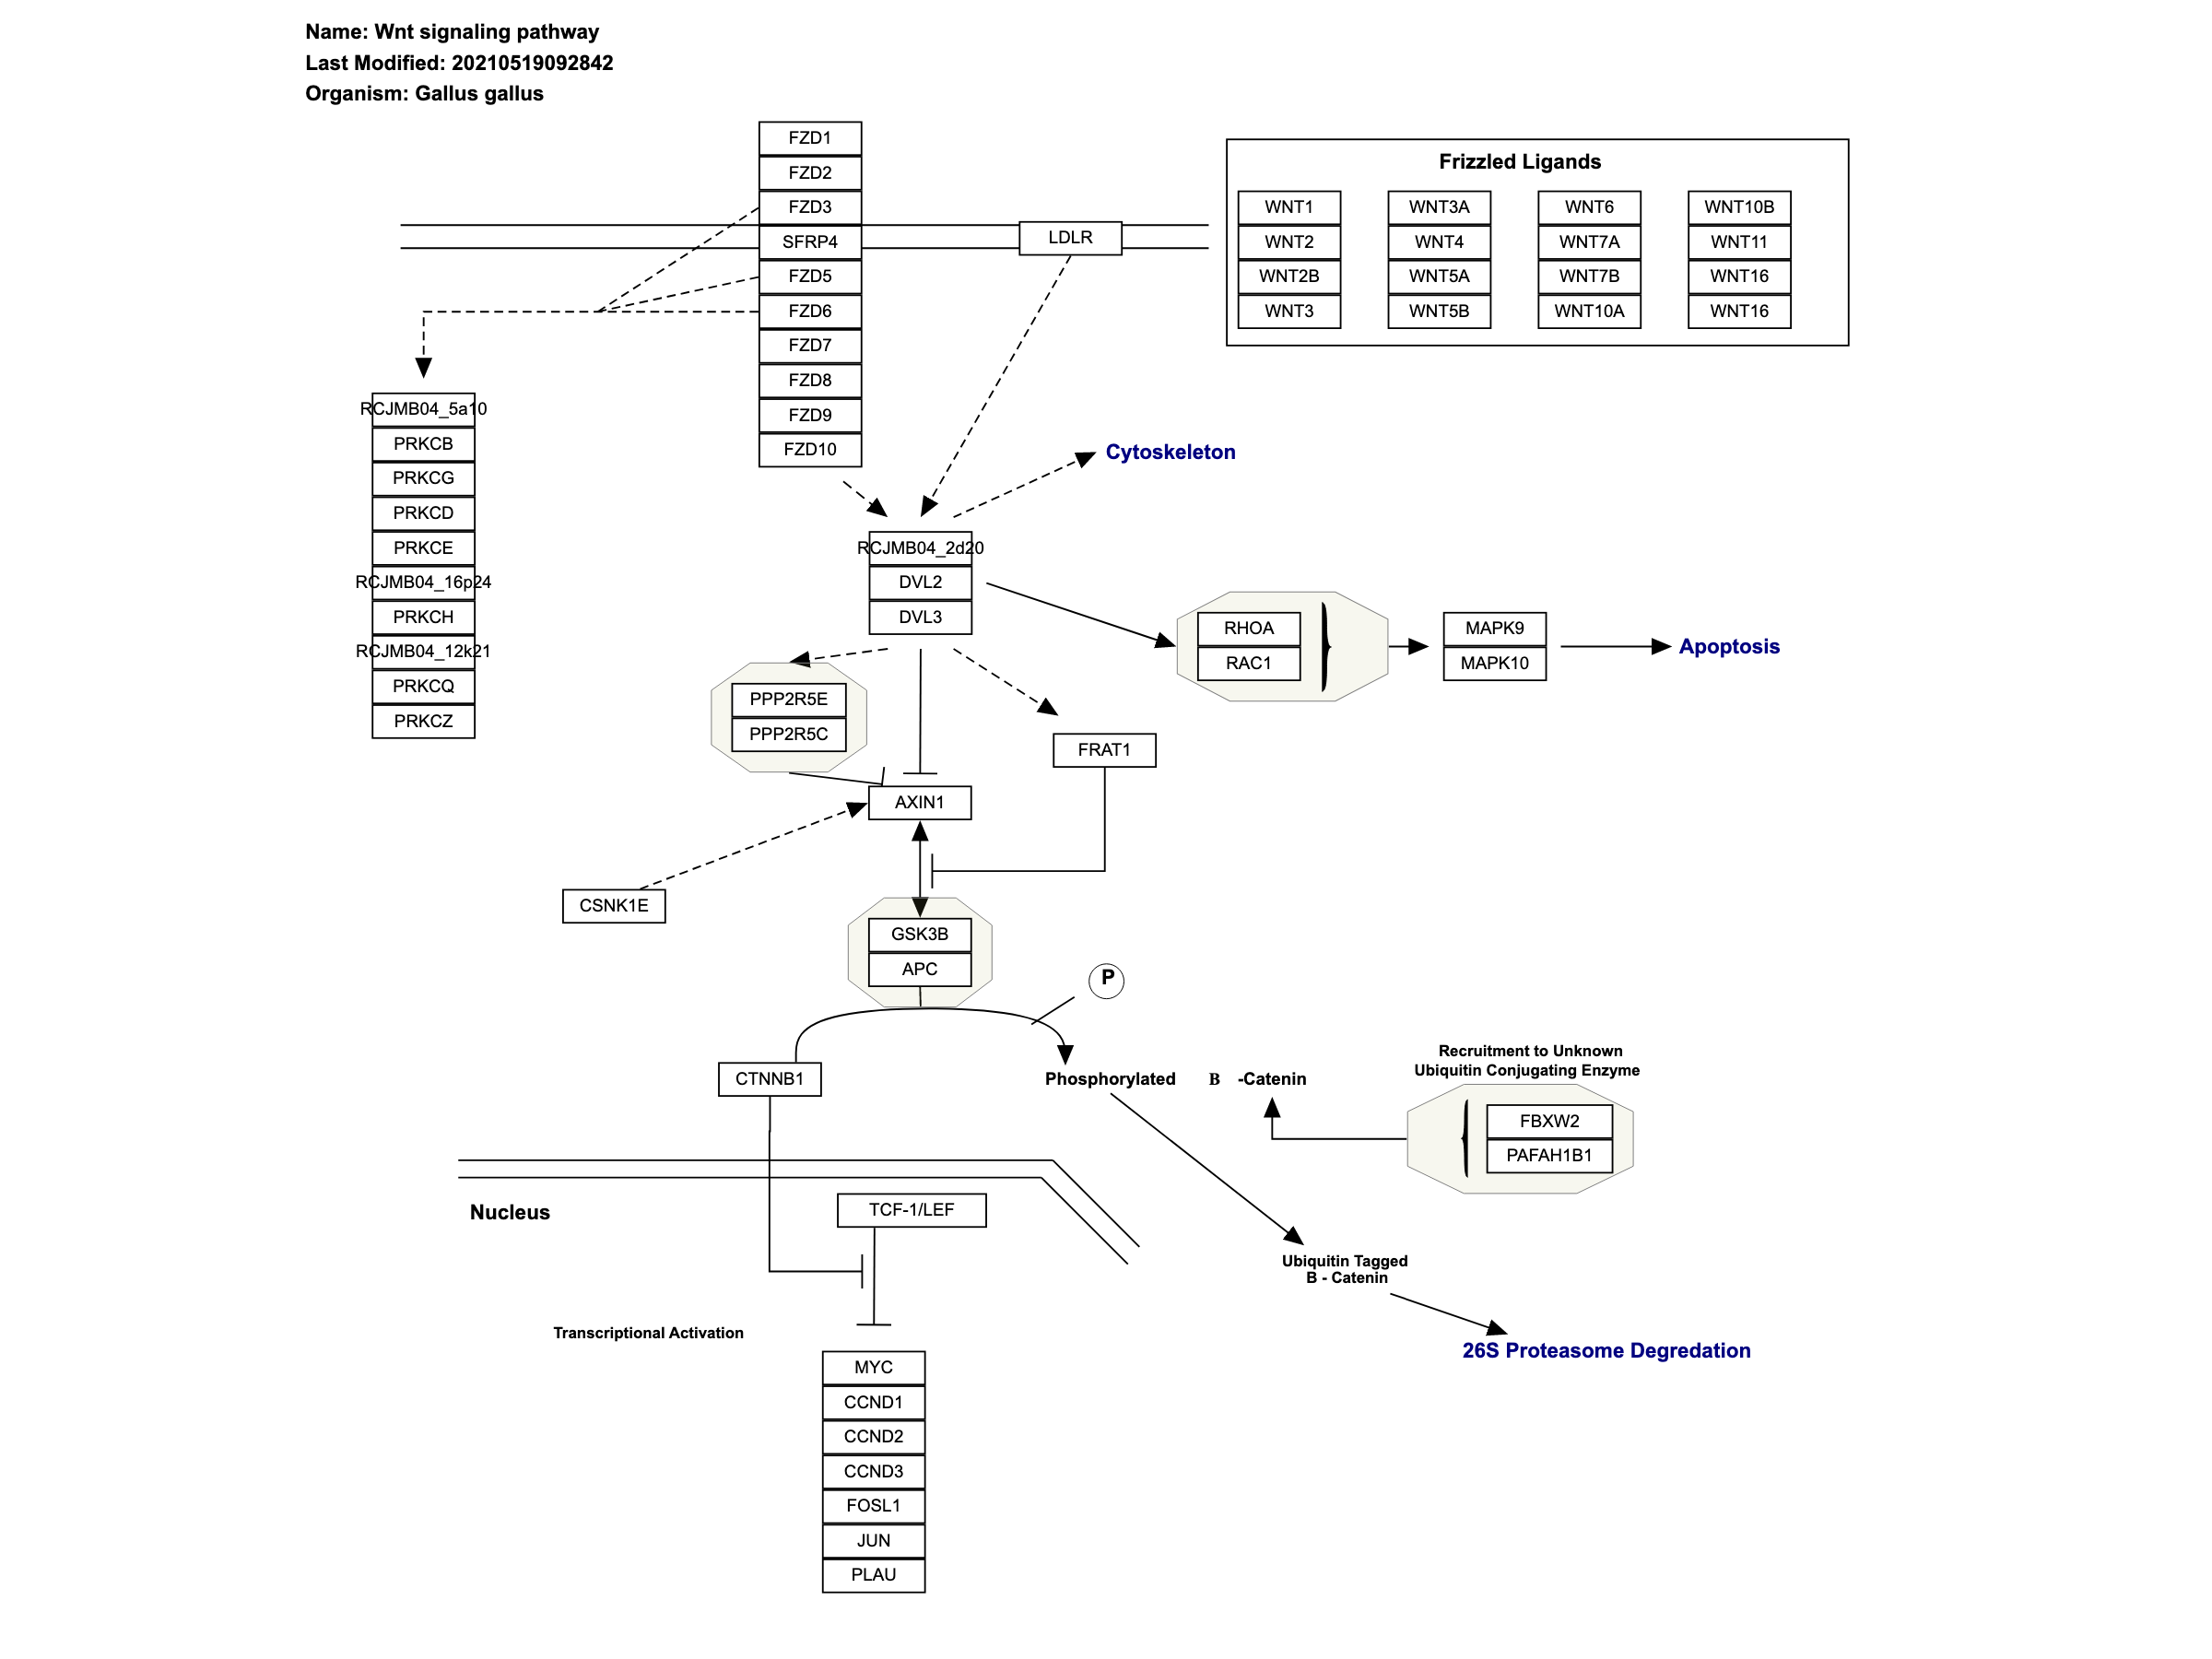 Name: Wnt signaling pathway
Last Modified: 20210519092842
Organism: Gallus gallus
FZD1
FZD2
FZD3
SFRP4
FZD5
FZD6
FZD7
FZD8
FZD9
FZD10
LDLR
Frizzled Ligands
WNT1 WNT3A WNT6 WNT10B
WNT2 WNT4 WNT7A WNT11
WNT2B WNT5A WNT7B WNT16
WNT3 WNT5B WNT10A WNT16
RCJMB04_5a10
PRKCB
PRKCG
PRKCD
PRKCE
RCJMB04_16p24
PRKCH
RCJMB04_12k21
PRKCQ
PRKCZ
Cytoskeleton
RCJMB04_2d20
DVL2
DVL3
RHOA
RAC1
MAPK9
MAPK10
Apoptosis
PPP2R5E
PPP2R5C
FRAT1
AXIN1
CSNK1E
GSK3B
APC
P
CTNNB1
Phosphorylated B -Catenin
Recruitment to Unknown
Ubiquitin Conjugating Enzyme
FBXW2
PAFAH1B1
Nucleus
TCF-1/LEF
Ubiquitin Tagged
B - Catenin
Transcriptional Activation
26S Proteasome Degredation
MYC
CCND1
CCND2
CCND3
FOSL1
JUN
PLAU